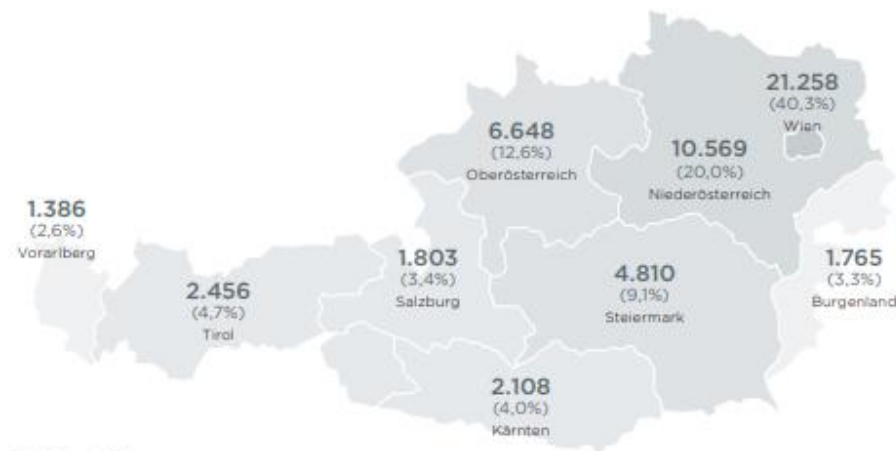 21.258
(40,3%)
Wien
6.648
(12,6%)
Oberösterreich
10.569
(20,0%)
Niederösterreich
1.386
(2,6%)
Vorarlberg
1.803
(3,4%)
Salzburg
4.810
(9,1%)
Steiermark
1.765
(3,3%)
Burgenland
2.456
(4,7%)
Tirol
2.108
(4,0%)
Kärnten